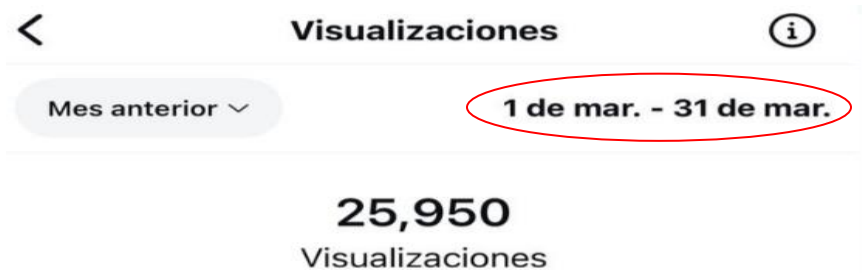 Visualizaciones
Mes anterior
1 de mar. - 31 de mar.
25,950
Visualizaciones